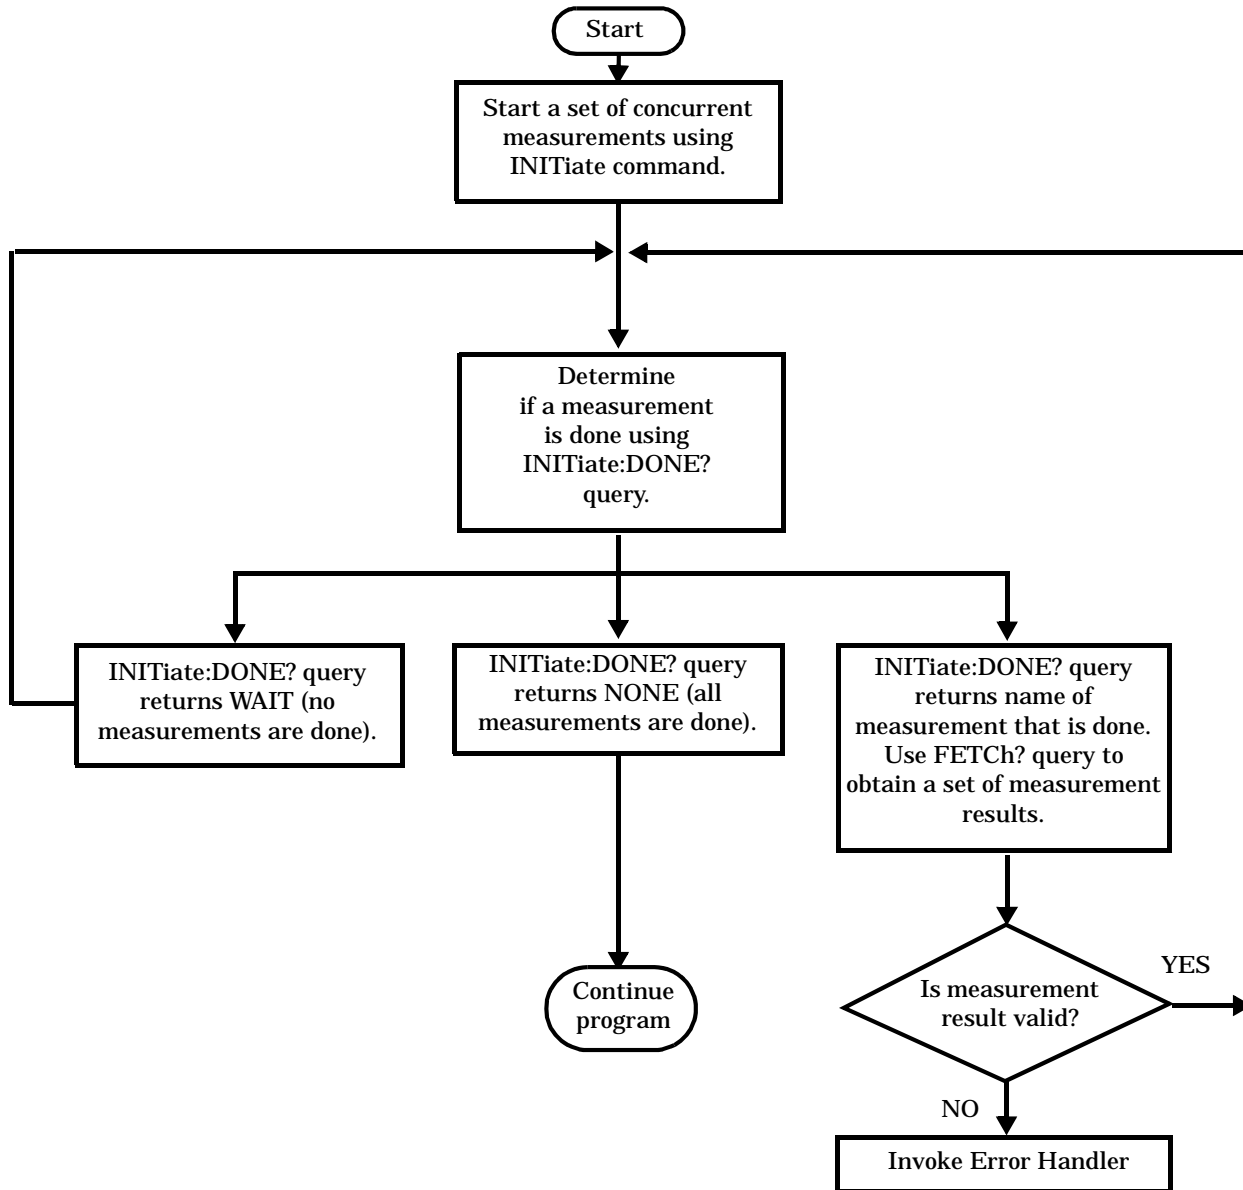 Start
Start a set of concurrent
measurements using
INITiate command.
Determine
if a measurement
is done using
INITiate:DONE?
query.
INITiate:DONE? query
returns WAIT (no
measurements are done).
INITiate:DONE? query
returns NONE (all
measurements are done).
INITiate:DONE? query
returns name of
measurement that is done.
Use FETCh? query to
obtain a set of measurement
results.
Continue
program
Is measurement
result valid?
YES
NO
Invoke Error Handler